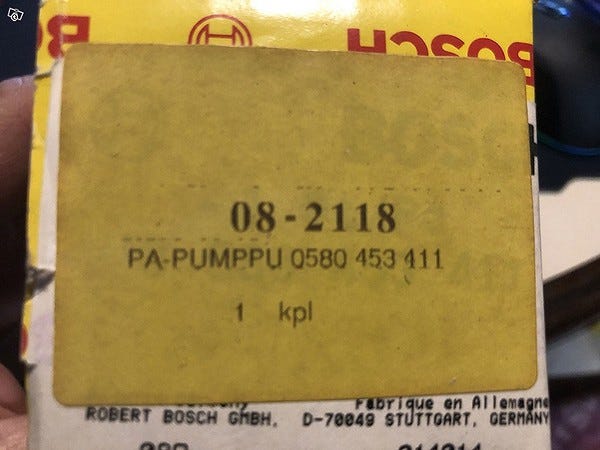 BOSCH
08-2118
PA-PUMPPU 0580 453 411
1 kpl
Fabrique en Allemagne
ROBERT BOSCH GMBH, D-70049 STUTTGART, GERMANY